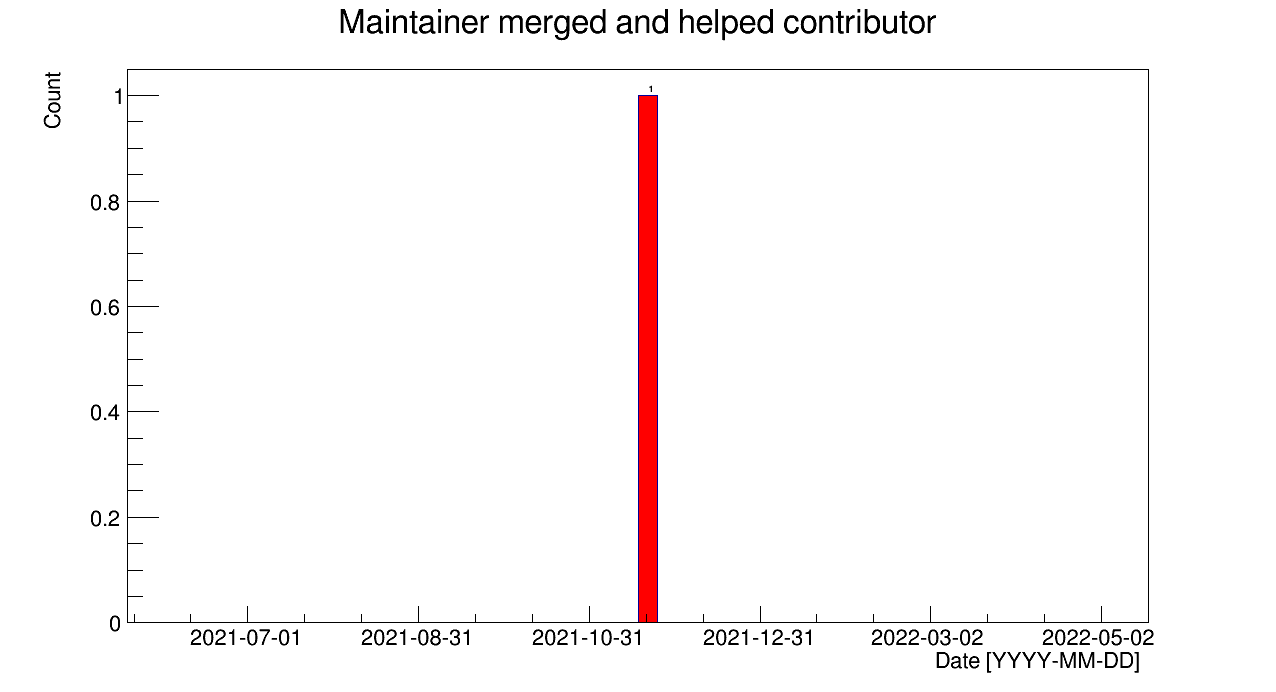 Maintainer merged and helped contributor
Count
1
1
0.8
0.6
0.4
0.2
0
2021-07-01 2021-08-31 2021-10-31 2021-12-31 2022-03-02 2022-05-02
Date [YYYY-MM-DD]